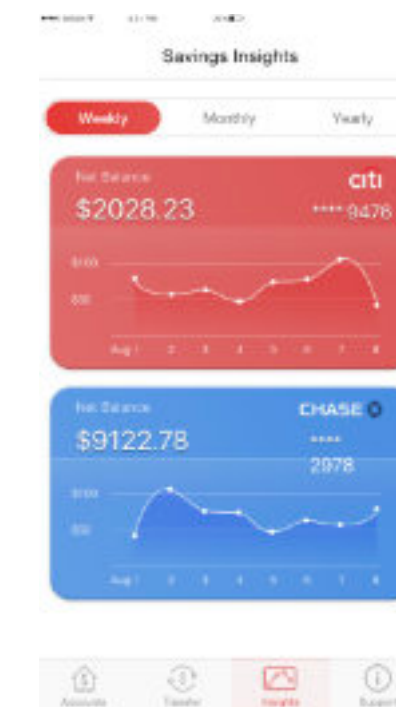 Savings Insights
Weekly Monthly Yearly
Net Balance citi
$2028.23 **** 9478
$100
$50
Aug 1 2 3 4 5 6 7 8
Net Balance CHASE
$9122.78 ****
2978
$100
$50
Aug 1 2 3 4 5 6 7 8
Accounts Transfer Insights Support